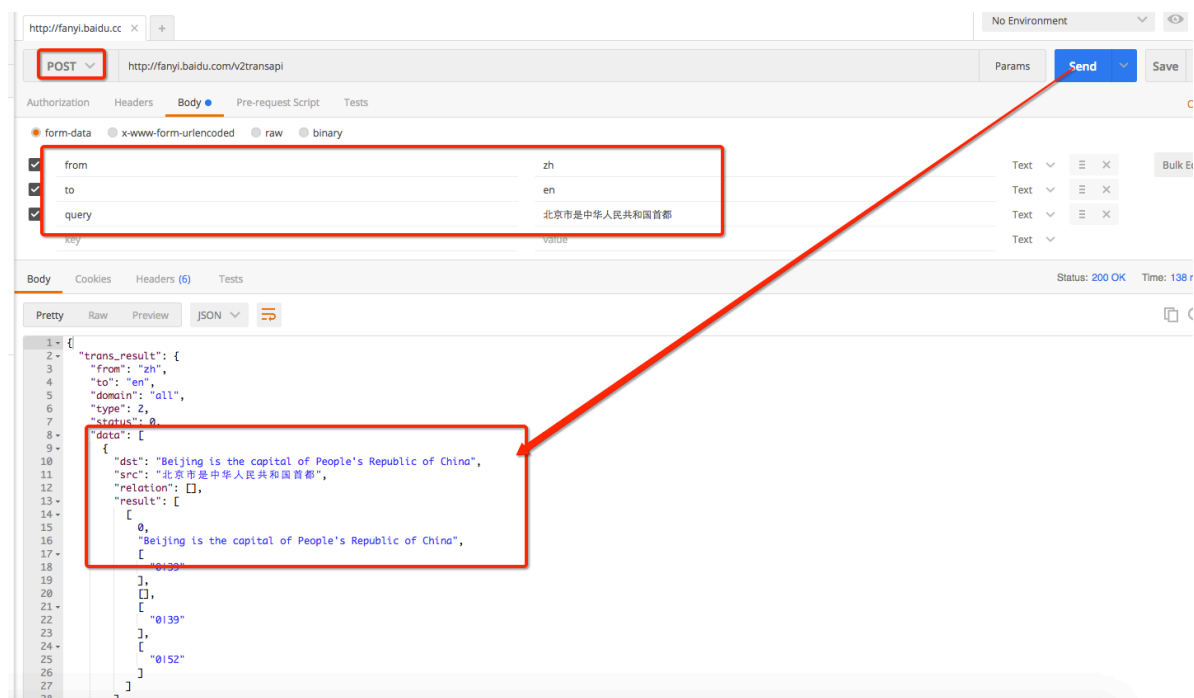 http://fanyi.baidu.cc × + No Environment
POST http://fanyi.baidu.com/v2transapi Params Send Save
Authorization Headers Body Pre-request Script Tests
form-data x-www-form-urlencoded raw binary
from zh Text Bulk Ed
to en Text
query 北京市是中华人民共和国首都 Text
key value Text
Body Cookies Headers (6) Tests Status: 200 OK Time: 138 m
Pretty Raw Preview JSON
1 {
2 "trans_result": {
3 "from": "zh",
4 "to": "en",
5 "domain": "all",
6 "type": 2,
7 "status": 0,
8 "data": [
9 {
10 "dst": "Beijing is the capital of People's Republic of China",
11 "src": "北京市是中华人民共和国首都",
12 "relation": [],
13 "result": [
14 [
15 0,
16 "Beijing is the capital of People's Republic of China",
17 [
18 "0|39"
19 ],
20 [],
21 [
22 "0|39"
23 ],
24 [
25 "0|52"
26 ]
27 ]
28 ]